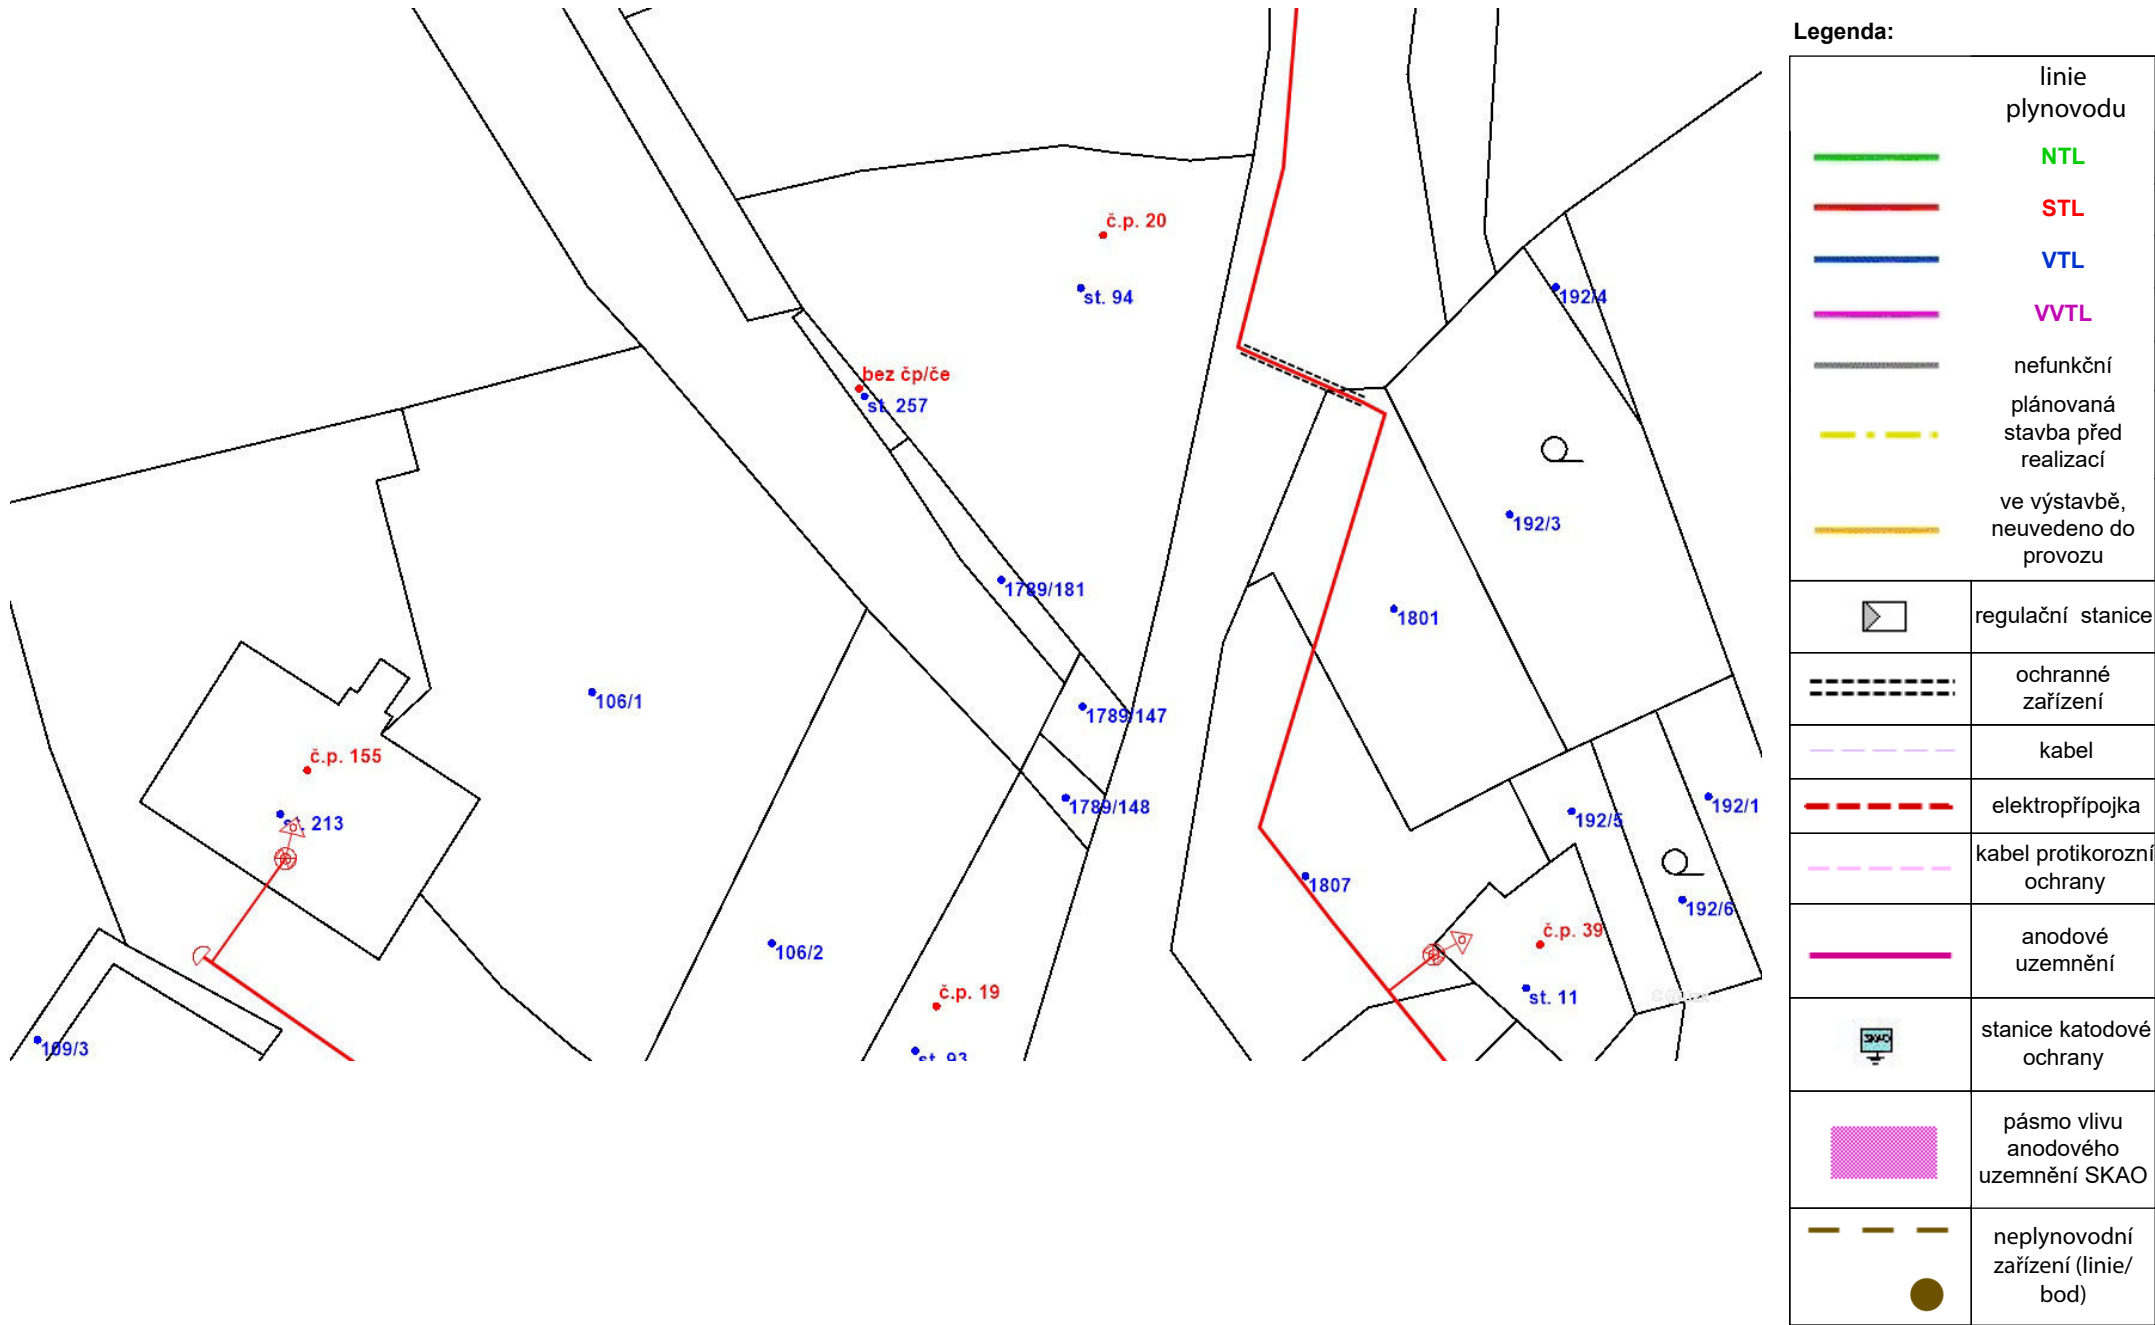 č.p. 20
st. 94
192/4
bez čp/če
st. 257
192/3
1789/181
1801
106/1
1789/147
č.p. 155
1789/148
192/1
192/5
213
1807
192/6
č.p. 39
106/2
č.p. 19
st. 11
109/3
st. 93
Legenda:
linie
plynovodu
NTL
STL
VTL
VVTL
nefunkční
plánovaná
stavba před
realizací
ve výstavbě,
neuvedeno do
provozu
regulační stanice
ochranné
zařízení
kabel
elektropřípojka
kabel protikorozní
ochrany
anodové
uzemnění
SKAO
stanice katodové
ochrany
pásmo vlivu
anodového
uzemnění SKAO
neplynovodní
zařízení (linie/
bod)